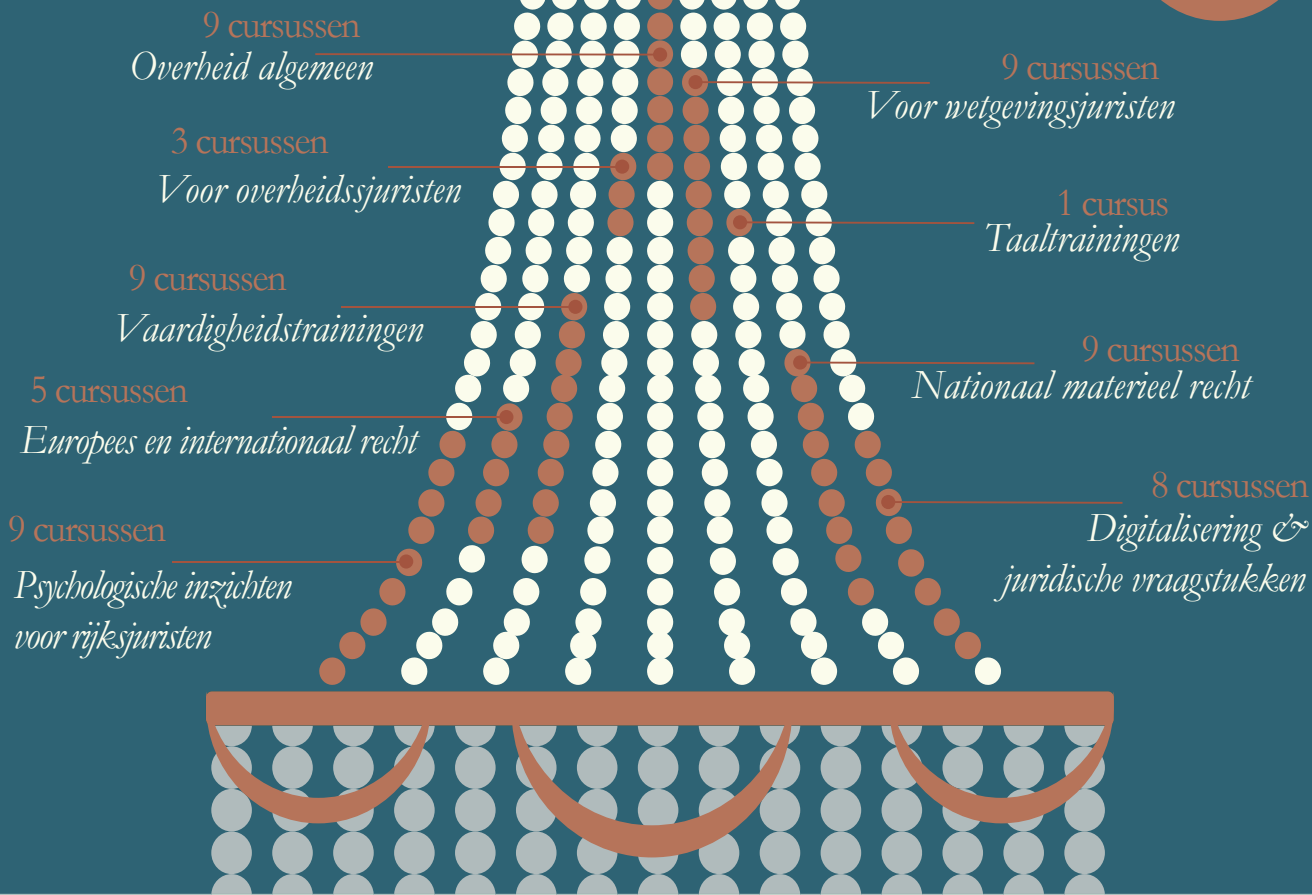 9 cursussen
Overheid algemeen
9 cursussen
Voor wetgevingsjuristen
3 cursussen
Voor overheidssjuristen
1 cursus
Taaltrainingen
9 cursussen
Vaardigheidstrainingen
9 cursussen
Nationaal materieel recht
5 cursussen
Europees en internationaal recht
8 cursussen
Digitalisering &
juridische vraagstukken
9 cursussen
Psychologische inzichten
voor rijksjuristen